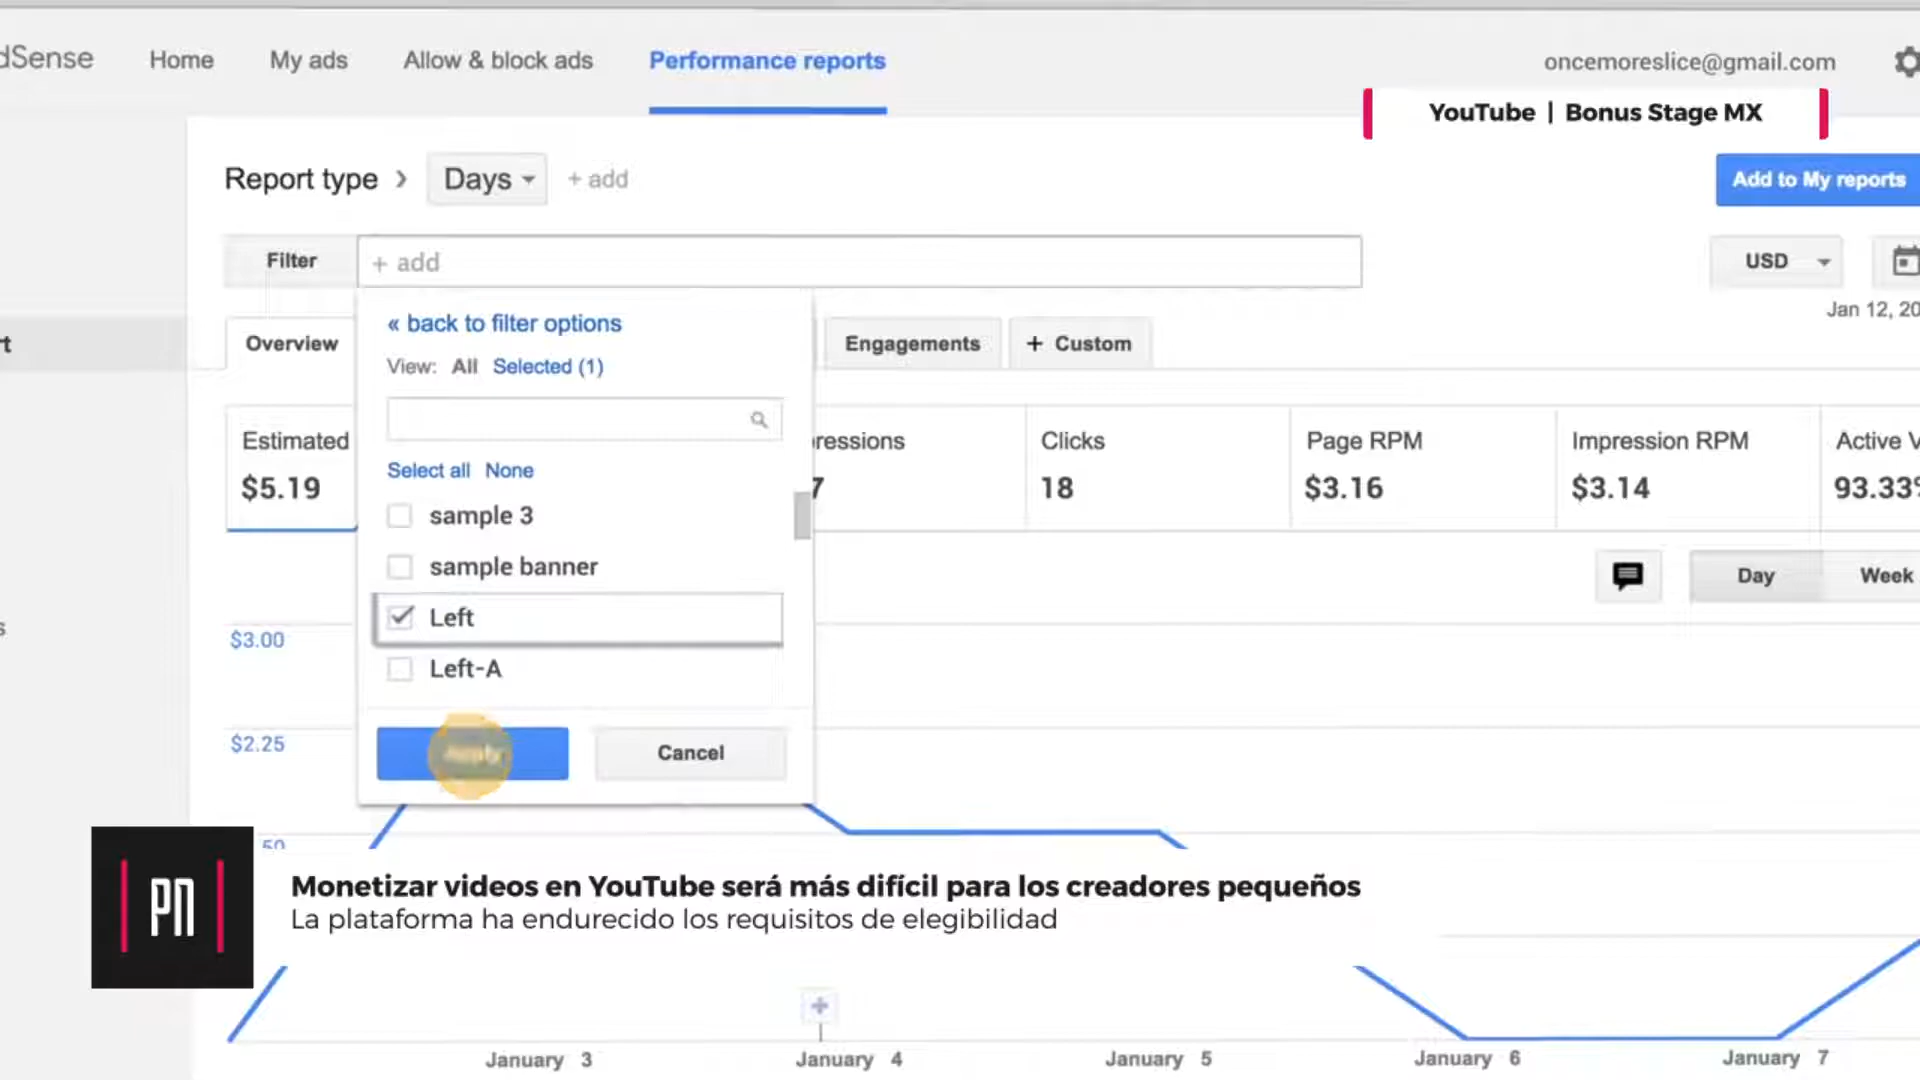 dSense Home My ads Allow & block ads Performance reports oncemoreslice@gmail.com
YouTube | Bonus Stage MX
Report type › Days + add Add to My reports
Filter + add USD
Jan 12, 20
« back to filter options
rt Overview Engagements + Custom
View: All Selected (1)
Estimated ressions Clicks Page RPM Impression RPM Active V
Select all None
$5.19 7 18 $3.16 $3.14 93.33%
sample 3
sample banner
Day Week
Left
s $3.00
Left-A
$2.25
Cancel
50
PN
Monetizar videos en YouTube será más difícil para los creadores pequeños
La plataforma ha endurecido los requisitos de elegibilidad
January 3 January 4 January 5 January 6 January 7